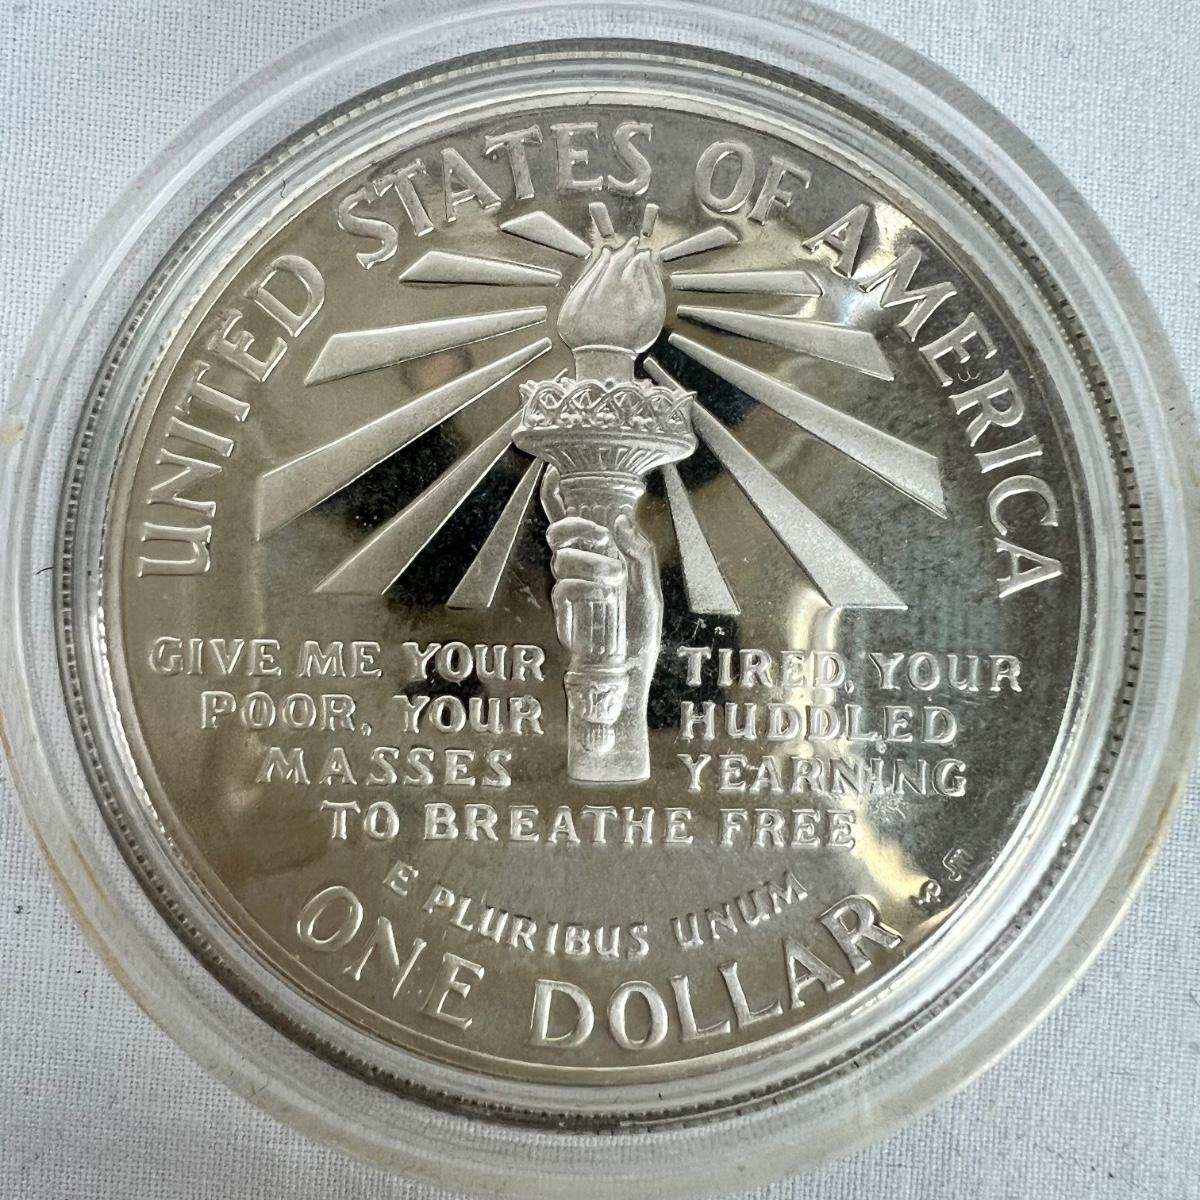 UNITED STATES OF AMERICA
GIVE ME YOUR TIRED, YOUR
POOR, YOUR HUDDLED
MASSES YEARNING
TO BREATHE FREE
E PLURIBUS UNUM
ONE DOLLAR